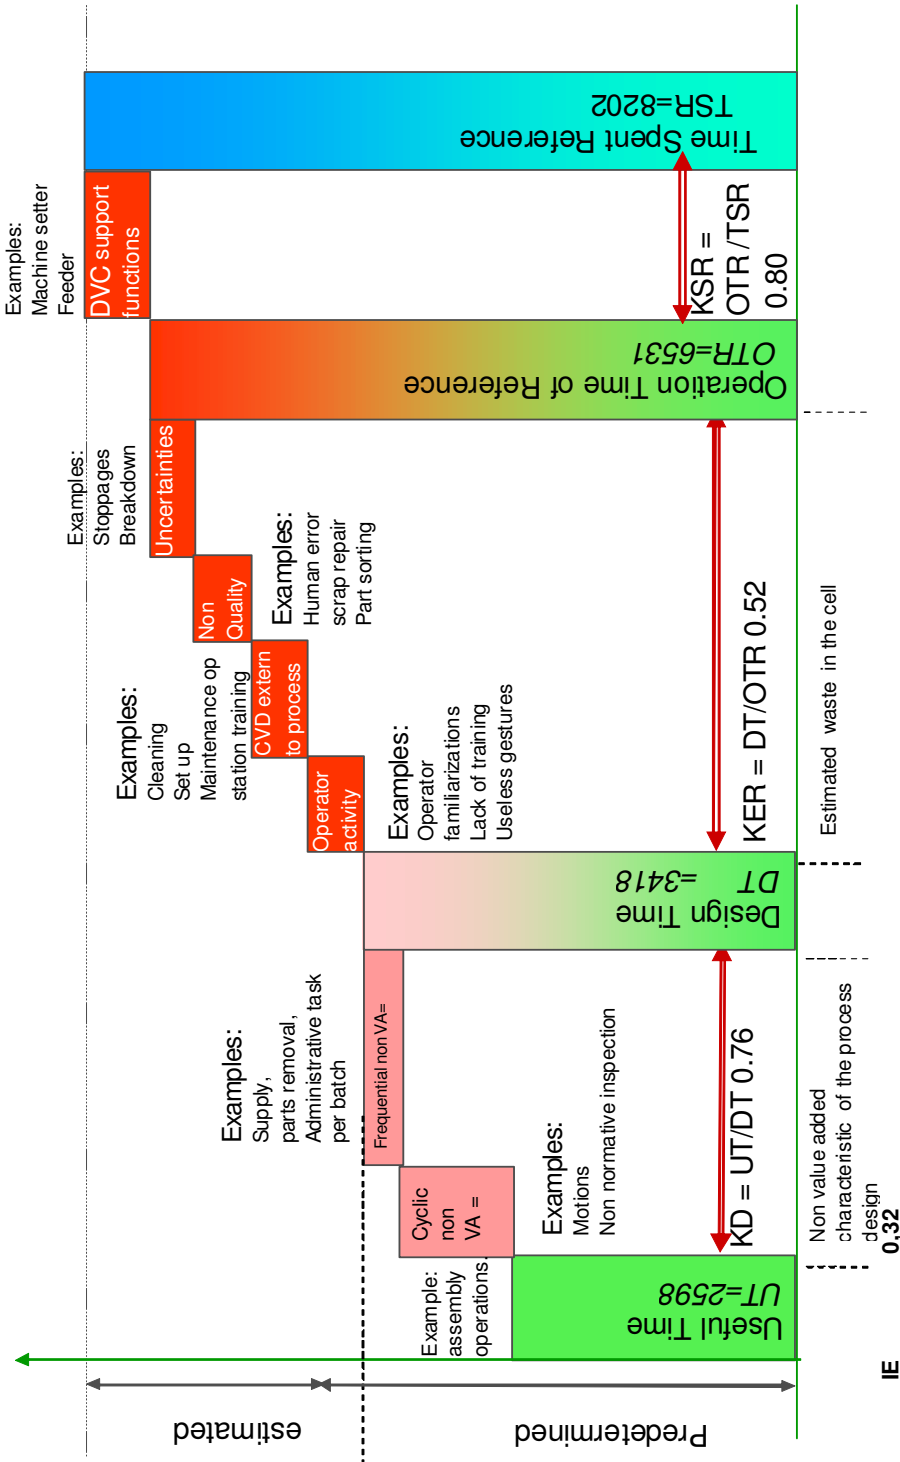 estimated
Predetermined
Example:
assembly
operations.
Useful Time
UT=2598
Cyclic
non
VA =
Examples:
Motions
Non normative inspection
Examples:
Supply,
parts removal,
Administrative task
per batch
Frequential non VA=
KD = UT/DT 0.76
Non value added
characteristic of the process
design
0,32
IE
Design Time
DT =3418
Operator
activity
Examples:
Operator
familiarizations
Lack of training
Useless gestures
Examples:
Cleaning
Set up
Maintenance op
station training
CVD extern
to process
Non
Quality
Examples:
Human error
scrap repair
Part sorting
Examples:
Stoppages
Breakdown
Uncertainties
KER = DT/OTR 0.52
Estimated waste in the cell
Operation Time of Reference
OTR=6531
Examples:
Machine setter
Feeder
DVC support
functions
KSR =
OTR /TSR
0.80
Time Spent Reference
TSR=8202